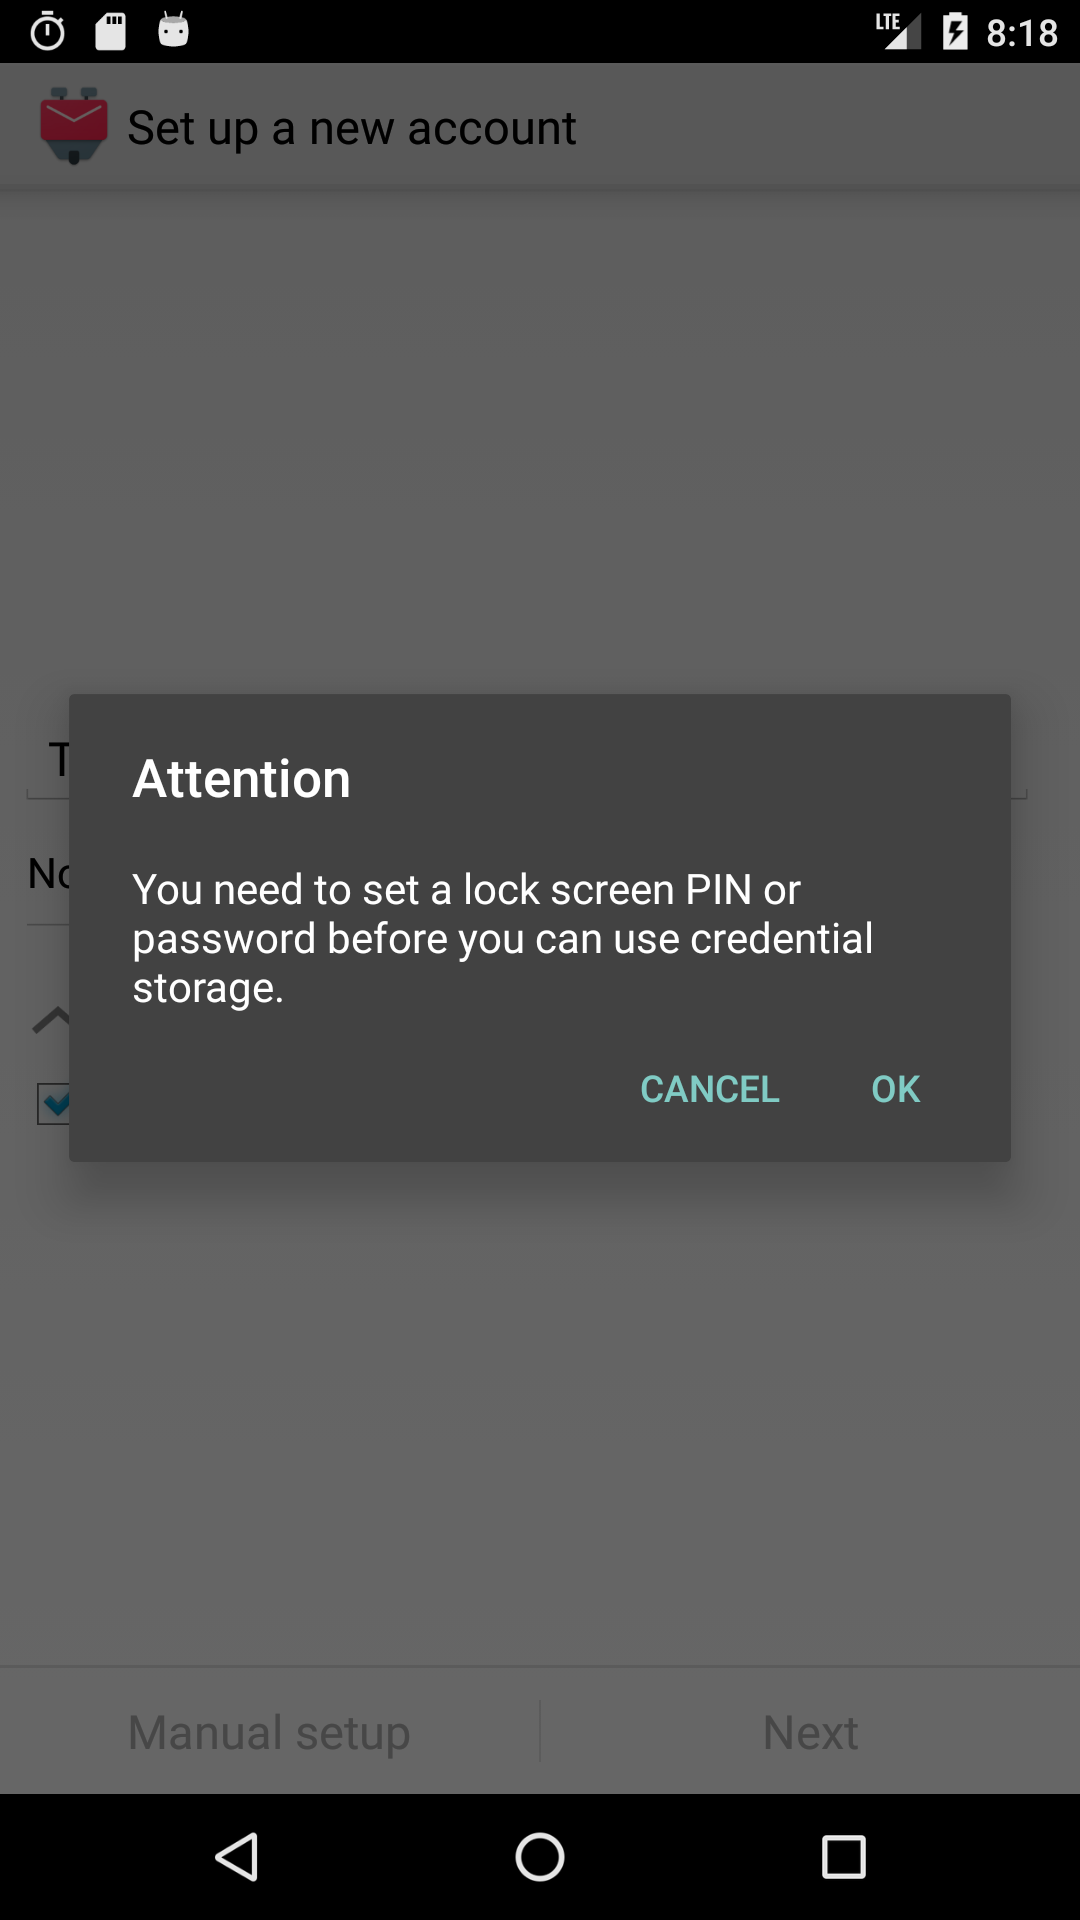 LTE 8:18
Set up a new account
T
Attention
No
You need to set a lock screen PIN or
password before you can use credential
storage.
CANCEL OK
Manual setup Next